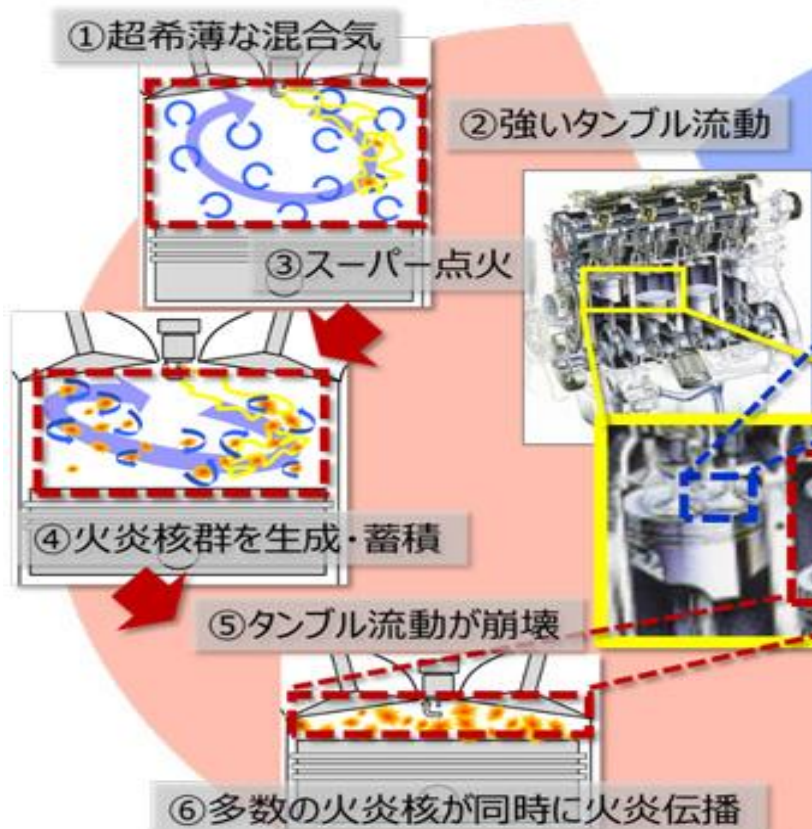 ①超希薄な混合気
②強いタンブル流動
③スーパー点火
④火炎核群を生成・蓄積
⑤タンブル流動が崩壊
⑥多数の火炎核が同時に火炎伝播